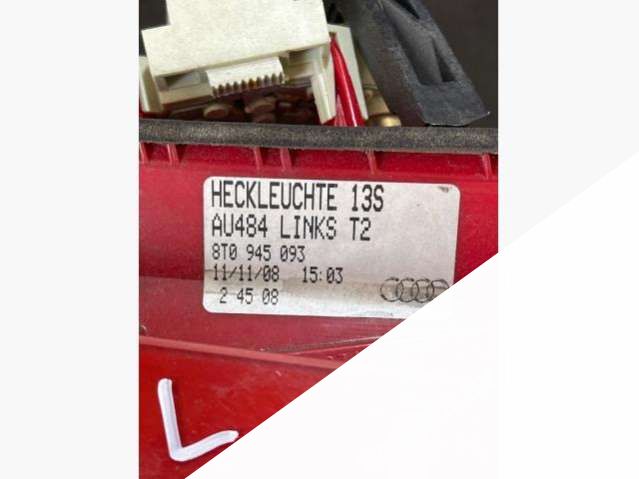 HECKLEUCHTE 13S
AU484 LINKS T2
8T0 945 093
11/11/08 15:03
2 45 08
L